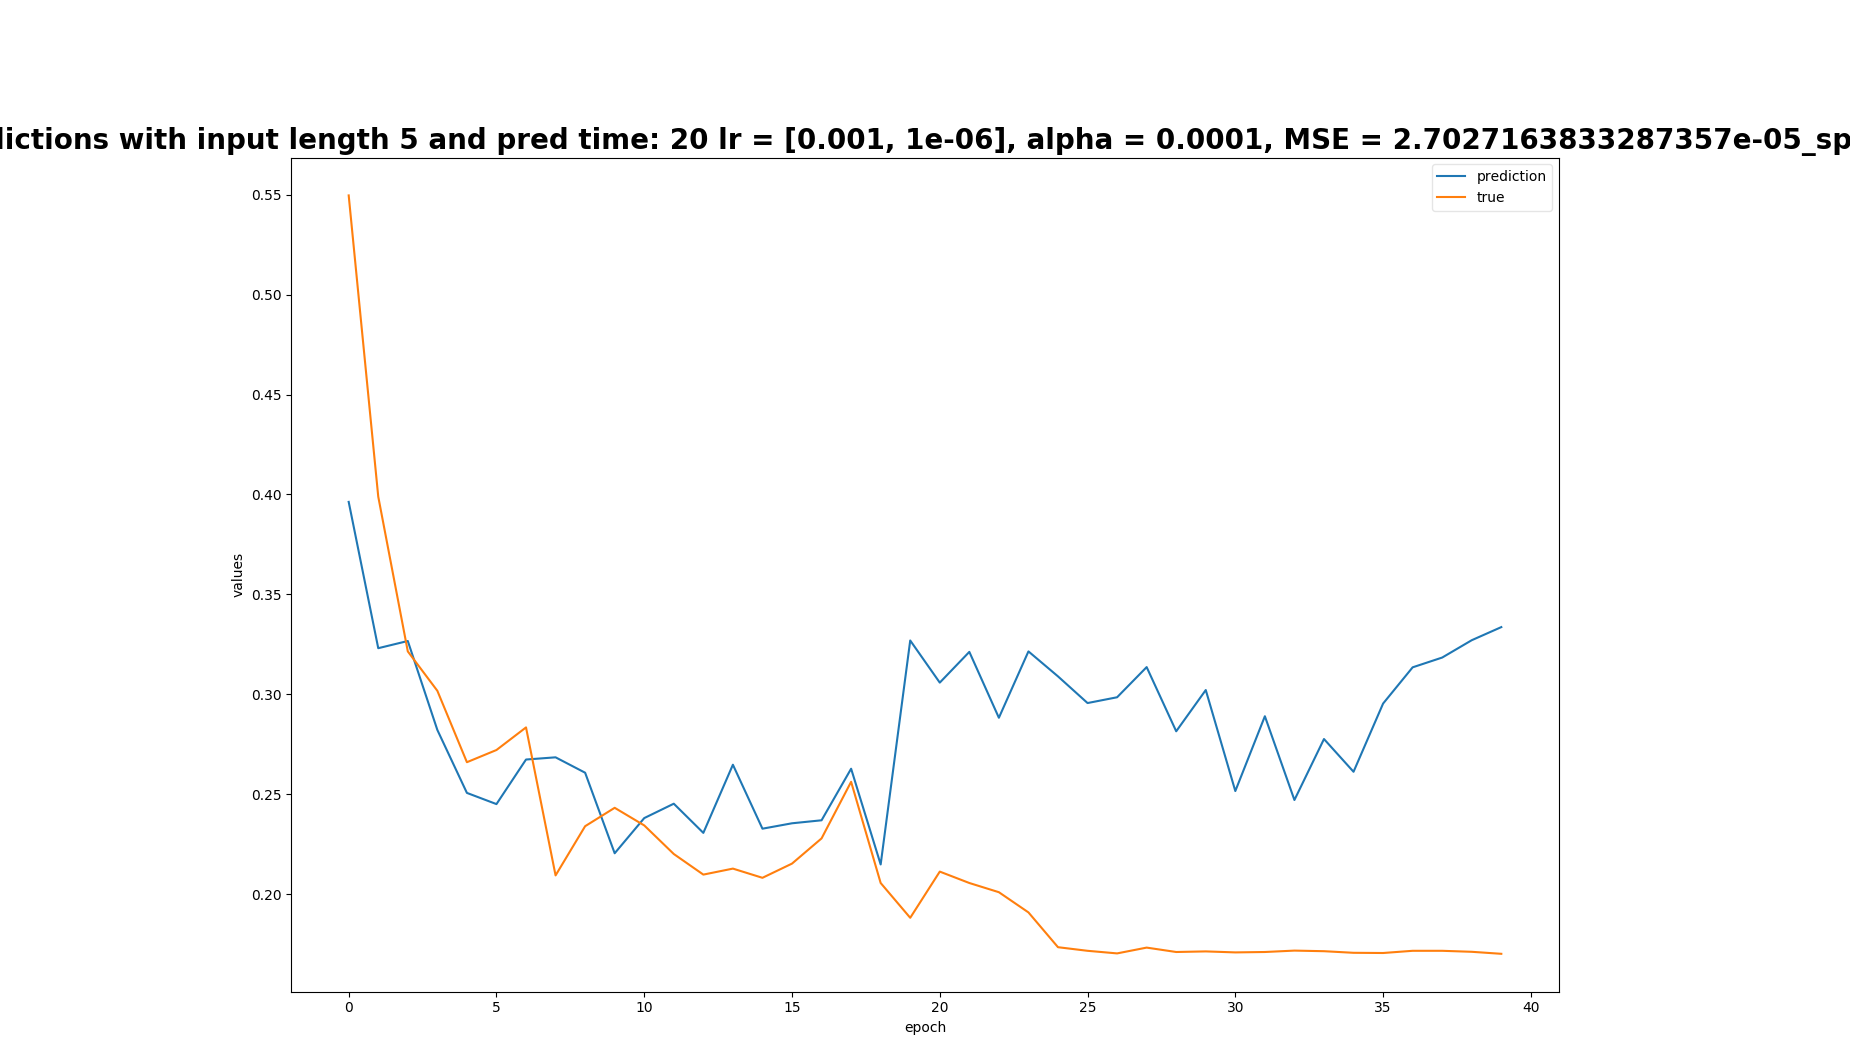 dictions with input length 5 and pred time: 20 lr = [0.001, 1e-06], alpha = 0.0001, MSE = 2.7027163833287357e-05_sp
prediction
true
0.55
0.50
0.45
0.40
0.35
0.30
0.25
0.20
values
0 5 10 15 20 25 30 35 40
epoch